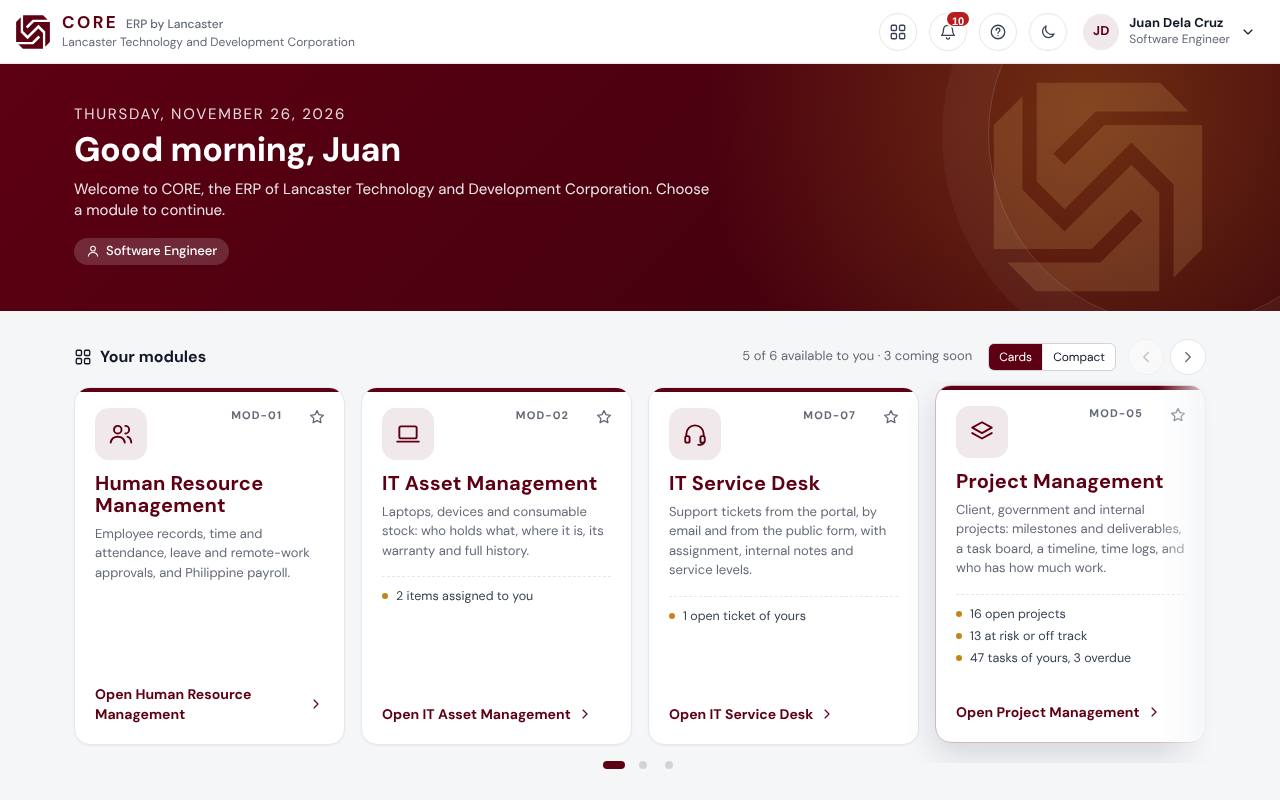 CORE ERP by Lancaster
Lancaster Technology and Development Corporation
10
JD
Juan Dela Cruz
Software Engineer
THURSDAY, NOVEMBER 26, 2026
Good morning, Juan
Welcome to CORE, the ERP of Lancaster Technology and Development Corporation. Choose
a module to continue.
Software Engineer
Your modules
5 of 6 available to you · 3 coming soon
Cards
Compact
MOD-01
Human Resource
Management
Employee records, time and
attendance, leave and remote-work
approvals, and Philippine payroll.
Open Human Resource
Management
MOD-02
IT Asset Management
Laptops, devices and consumable
stock: who holds what, where it is, its
warranty and full history.
2 items assigned to you
Open IT Asset Management
MOD-07
IT Service Desk
Support tickets from the portal, by
email and from the public form, with
assignment, internal notes and
service levels.
1 open ticket of yours
Open IT Service Desk
MOD-05
Project Management
Client, government and internal
projects: milestones and deliverables,
a task board, a timeline, time logs, and
who has how much work.
16 open projects
13 at risk or off track
47 tasks of yours, 3 overdue
Open Project Management